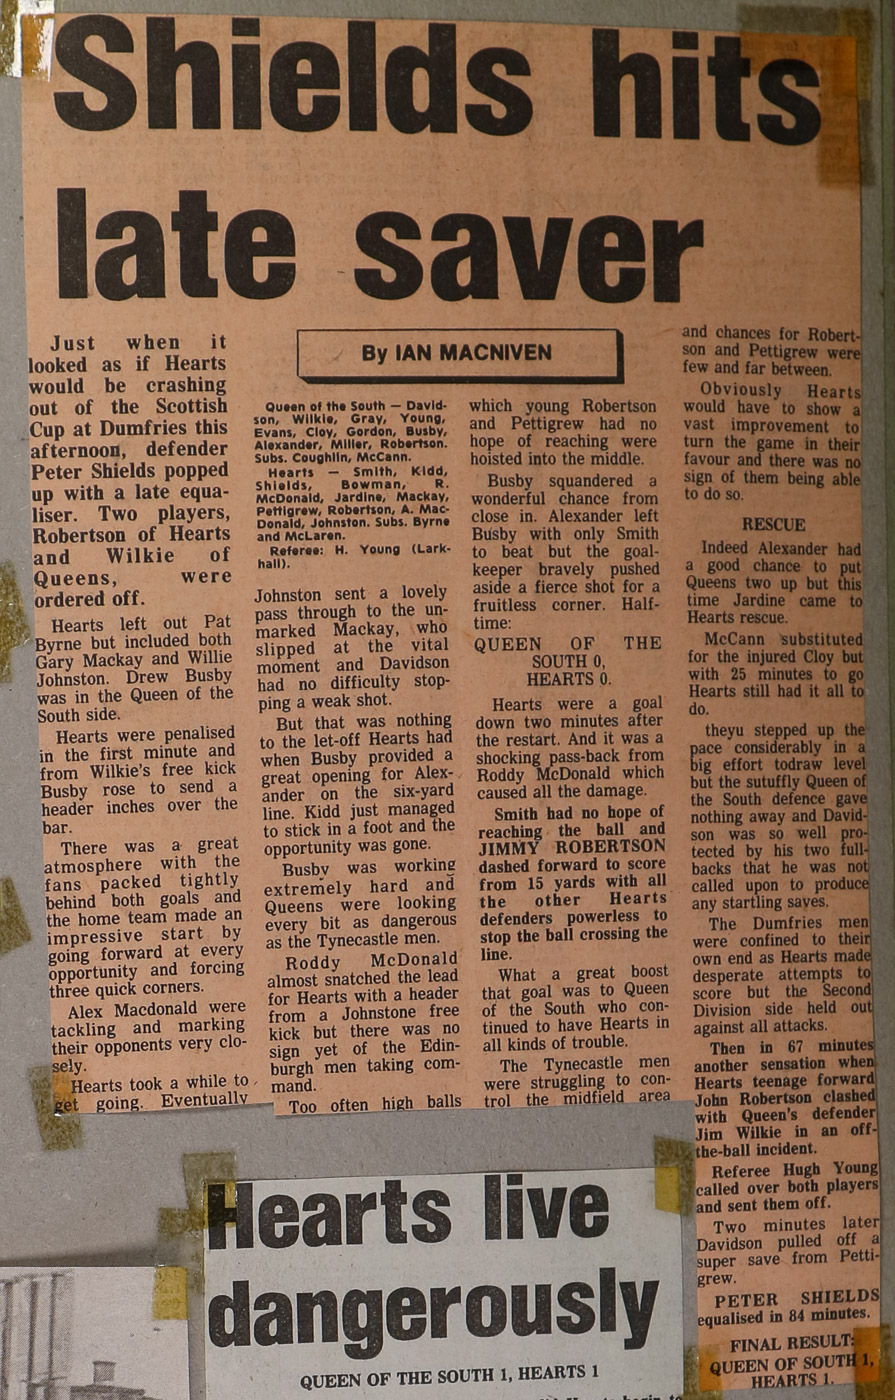 Shields hits
late saver
Just when it
looked as if Hearts
would be crashing
out of the Scottish
Cup at Dumfries this
afternoon, defender
Peter Shields popped
up with a late equa-
liser. Two players,
Robertson of Hearts
and Wilkie of
Queens, were
ordered off.
Hearts left out Pat
Byrne but included both
Gary Mackay and Willie
Johnston. Drew Busby
was in the Queen of the
South side.
Hearts were penalised
in the first minute and
from Wilkie's free kick
Busby rose to send a
header inches over the
bar.
There was a great
atmosphere with the
fans packed tightly
behind both goals and
the home team made an
impressive start by
going forward at every
opportunity and forcing
three quick corners.
Alex Macdonald were
tackling and marking
their opponents very clo-
sely.
Hearts took a while to
get going. Eventually
By IAN MACNIVEN
Queen of the South — David-
son, Wilkie, Gray, Young,
Evans, Cloy, Gordon, Busby,
Alexander, Miller, Robertson.
Subs. Coughlin, McCann.
Hearts — Smith, Kidd,
Shields, Bowman, R.
McDonald, Jardine, Mackay,
Pettigrew, Robertson, A. Mac-
Donald, Johnston. Subs. Byrne
and McLaren.
Referee: H. Young (Lark-
hall).
Johnston sent a lovely
pass through to the un-
marked Mackay, who
slipped at the vital
moment and Davidson
had no difficulty stop-
ping a weak shot.
But that was nothing
to the let-off Hearts had
when Busby provided a
great opening for Alex-
ander on the six-yard
line. Kidd just managed
to stick in a foot and the
opportunity was gone.
Busby was working
extremely hard and
Queens were looking
every bit as dangerous
as the Tynecastle men.
Roddy McDonald
almost snatched the lead
for Hearts with a header
from a Johnstone free
kick but there was no
sign yet of the Edin-
burgh men taking com-
mand.
Too often high balls
which young Robertson
and Pettigrew had no
hope of reaching were
hoisted into the middle.
Busby squandered a
wonderful chance from
close in. Alexander left
Busby with only Smith
to beat but the goal-
keeper bravely pushed
aside a fierce shot for a
fruitless corner. Half-
time:
QUEEN OF THE
SOUTH 0,
HEARTS 0.
Hearts were a goal
down two minutes after
the restart. And it was a
shocking pass-back from
Roddy McDonald which
caused all the damage.
Smith had no hope of
reaching the ball and
JIMMY ROBERTSON
dashed forward to score
from 15 yards with all
the other Hearts
defenders powerless to
stop the ball crossing the
line.
What a great boost
that goal was to Queen
of the South who con-
tinued to have Hearts in
all kinds of trouble.
The Tynecastle men
were struggling to con-
trol the midfield area
and chances for Robert-
son and Pettigrew were
few and far between.
Obviously Hearts
would have to show a
vast improvement to
turn the game in their
favour and there was no
sign of them being able
to do so.
RESCUE
Indeed Alexander had
a good chance to put
Queens two up but this
time Jardine came to
Hearts rescue.
McCann substituted
for the injured Cloy but
with 25 minutes to go
Hearts still had it all to
do.
theyu stepped up the
pace considerably in a
big effort todraw level
but the sutuffly Queen of
the South defence gave
nothing away and David-
son was so well pro-
tected by his two full-
backs that he was not
called upon to produce
any startling saves.
The Dumfries men
were confined to their
own end as Hearts made
desperate attempts to
score but the Second
Division side held out
against all attacks.
Then in 67 minutes
another sensation when
Hearts teenage forward
John Robertson clashed
with Queen's defender
Jim Wilkie in an off-
the-ball incident.
Referee Hugh Young
called over both players
and sent them off.
Two minutes later
Davidson pulled off a
super save from Petti-
grew.
PETER SHIELDS
equalised in 84 minutes.
FINAL RESULT:
QUEEN OF SOUTH 1,
HEARTS 1.
Hearts live
dangerously
QUEEN OF THE SOUTH 1, HEARTS 1